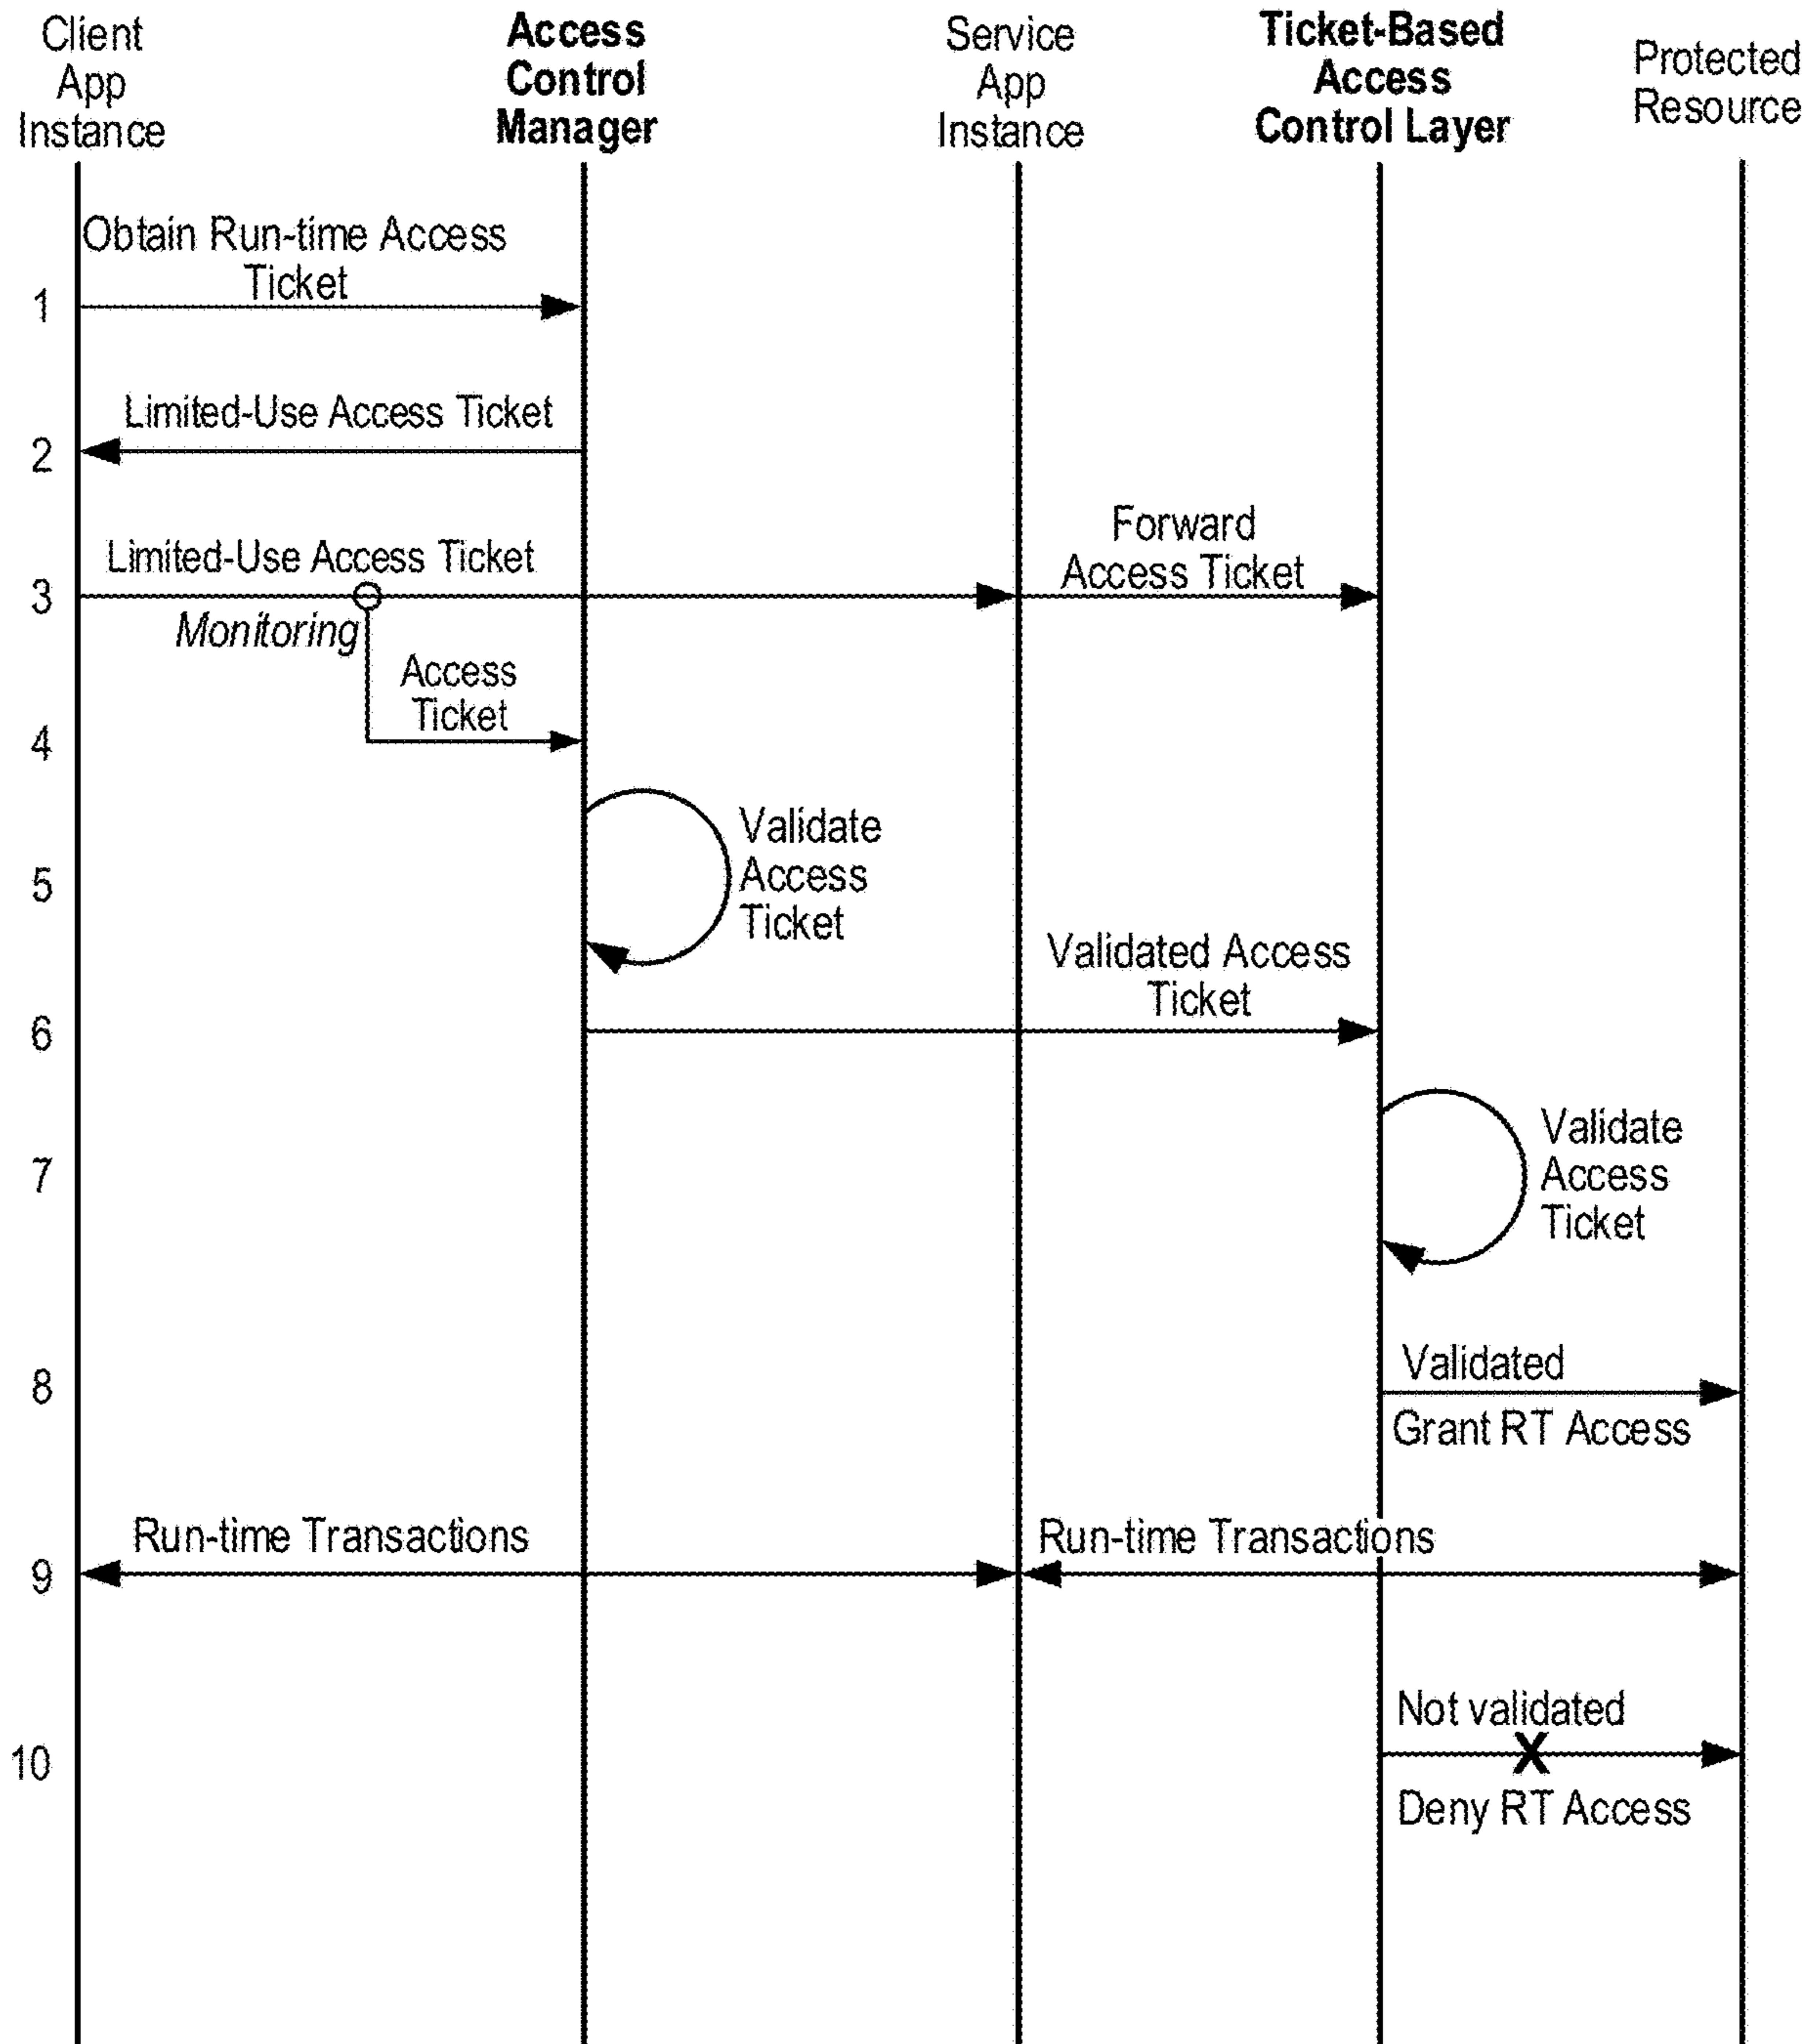 Client
App
Instance
Access
Control
Manager
Service
App
Instance
Ticket-Based
Access
Control Layer
Protected
Resource
Obtain Run-time Access
Ticket
1
Limited-Use Access Ticket
2
Limited-Use Access Ticket
Forward
Access Ticket
3
Monitoring
Access
Ticket
4
Validate
Access
Ticket
5
Validated Access
Ticket
6
Validate
Access
Ticket
7
Validated
8
Grant RT Access
Run-time Transactions
Run-time Transactions
9
Not validated
10
X
Deny RT Access